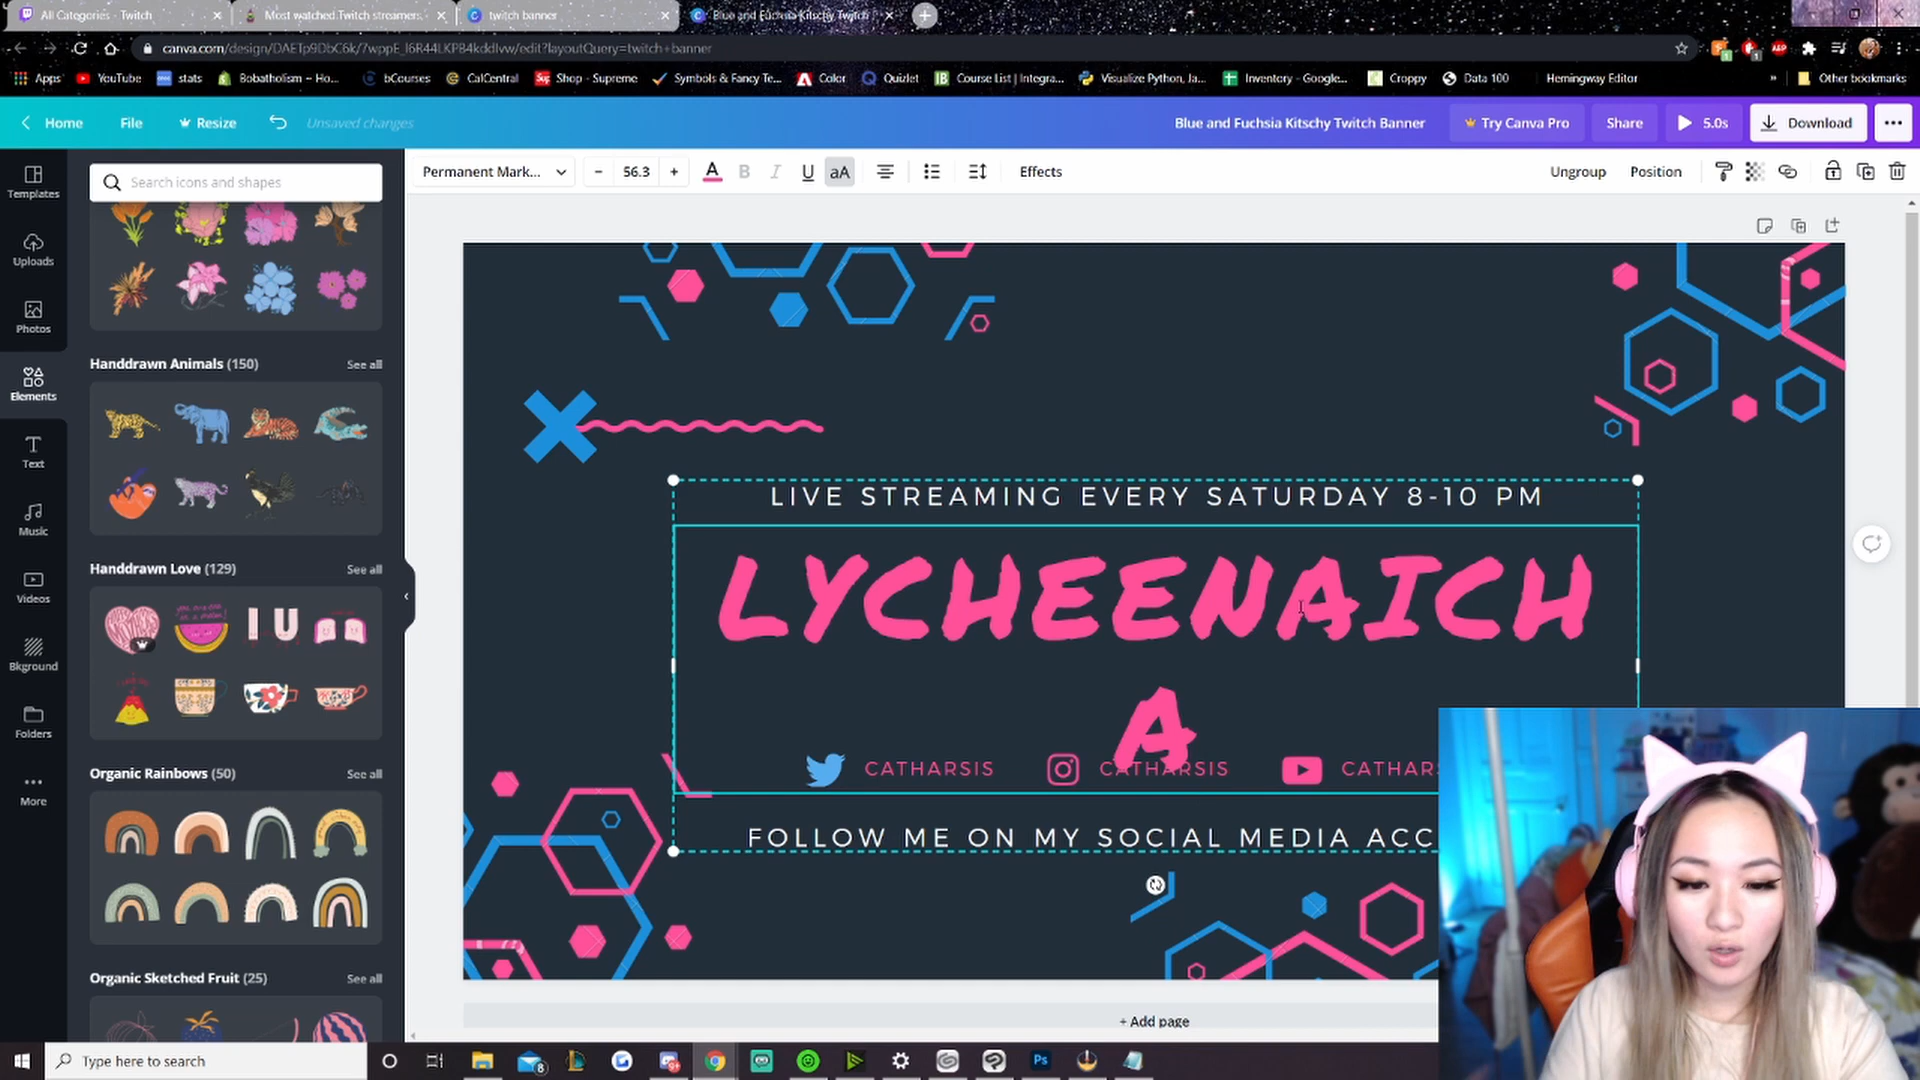 All Categories - Twitch
Most watched Twitch streamers,
twitch banner
Blue and Fuchsia Kitschy Twitch
canva.com/design/DAETp9DbC6k/7wppE_l6R44LKPB4kddlvw/edit?layoutQuery=twitch+banner
Apps YouTube stats Bobatholism – Ho... bCourses CalCentral Shop - Supreme Symbols & Fancy Te... Color Quizlet Course List | Integra... Visualize Python, Ja... Inventory - Google... Croppy Data 100 Hemingway Editor » Other bookmarks
Home File Resize Unsaved changes Blue and Fuchsia Kitschy Twitch Banner Try Canva Pro Share 5.0s Download
Permanent Mark... 56.3 A B I U aA Effects Ungroup Position
Search icons and shapes
Templates
Uploads
Photos
Elements
Text
Music
Videos
Bkground
Folders
More
Handdrawn Animals (150) See all
Handdrawn Love (129) See all
I U
Organic Rainbows (50) See all
Organic Sketched Fruit (25) See all
LIVE STREAMING EVERY SATURDAY 8-10 PM
LYCHEENAICH
A
CATHARSIS CATHARSIS CATHARS
FOLLOW ME ON MY SOCIAL MEDIA ACC
+ Add page
Type here to search
8
Ps